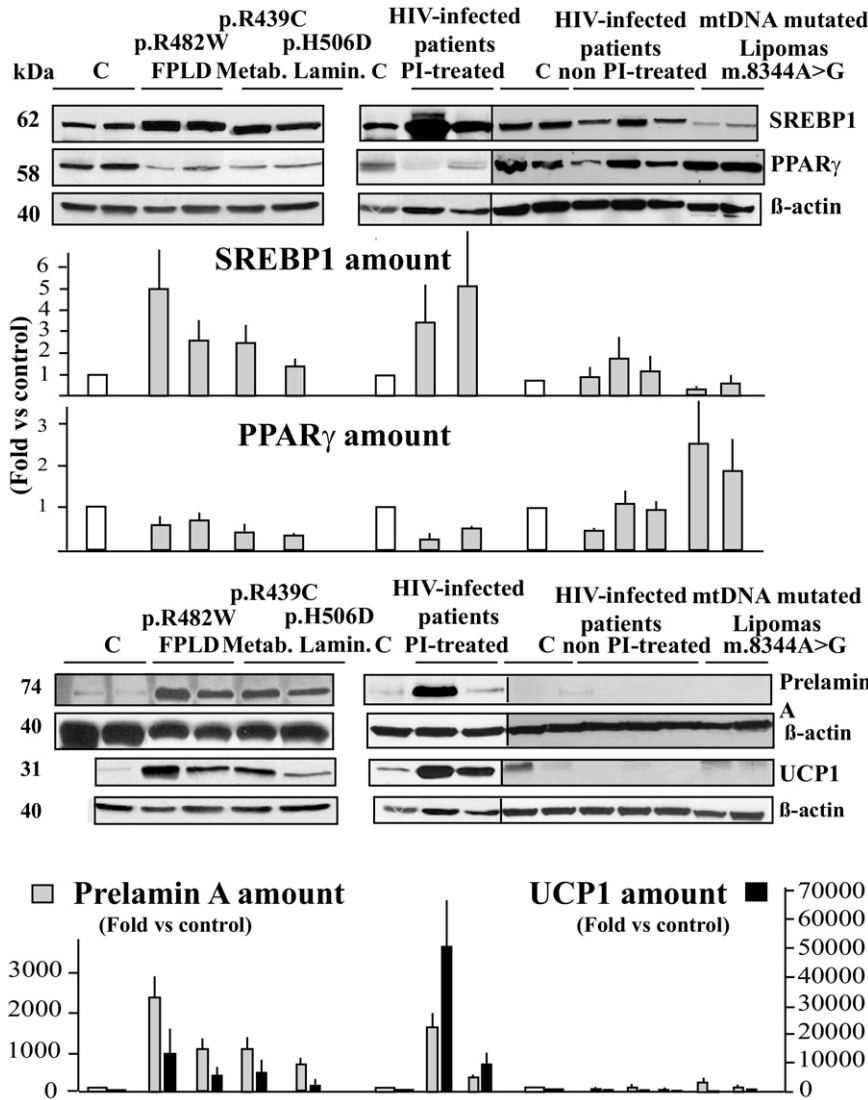 p.R439C
HIV-infected HIV-infected mtDNA mutated
p.R482W p.H506D patients patients Lipomas
kDa C FPLD Metab. Lamin. C PI-treated C non PI-treated m.8344A>G
62 SREBP1
58 PPARγ
40 ß-actin
SREBP1 amount
6
5
4
3
2
1
(Fold vs control)
PPARγ amount
3
2
1
p.R439C
HIV-infected HIV-infected mtDNA mutated
p.R482W p.H506D patients patients Lipomas
C FPLD Metab. Lamin. C PI-treated C non PI-treated m.8344A>G
74 Prelamin
A
40 ß-actin
31 UCP1
40 ß-actin
Prelamin A amount UCP1 amount
(Fold vs control) (Fold vs control)
3000
2000
1000
0
70000
60000
50000
40000
30000
20000
10000
0